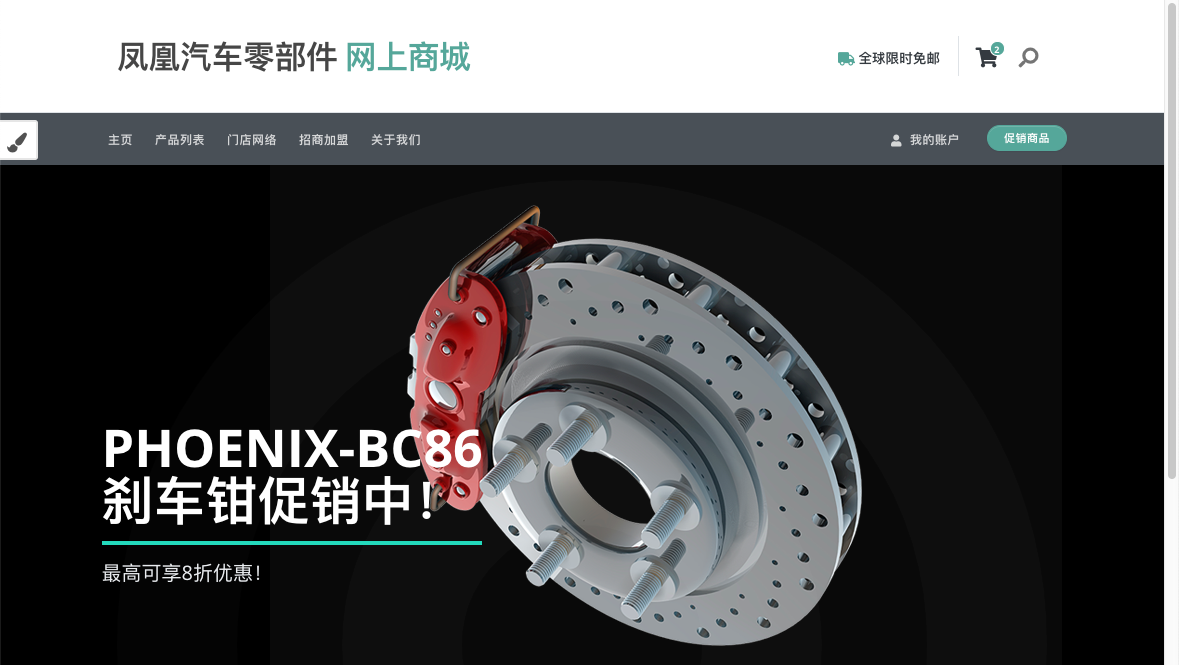 凤凰汽车零部件 网上商城
全球限时免邮
2
主页 产品列表 门店网络 招商加盟 关于我们
我的账户
促销商品
PHOENIX-BC86
刹车钳促销中!
最高可享8折优惠!